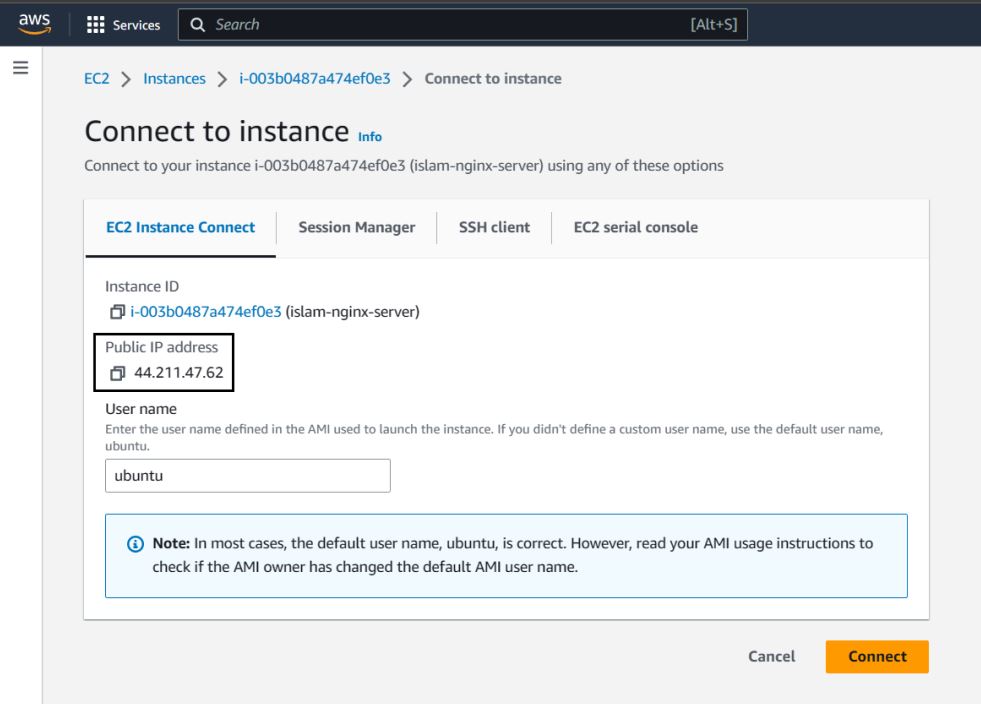 aws
Services
Search
[Alt+S]
EC2 > Instances > i-003b0487a474ef0e3 > Connect to instance
Connect to instance Info
Connect to your instance i-003b0487a474ef0e3 (islam-nginx-server) using any of these options
EC2 Instance Connect
Session Manager
SSH client
EC2 serial console
Instance ID
i-003b0487a474ef0e3 (islam-nginx-server)
Public IP address
44.211.47.62
User name
Enter the user name defined in the AMI used to launch the instance. If you didn't define a custom user name, use the default user name,
ubuntu.
ubuntu
Note: In most cases, the default user name, ubuntu, is correct. However, read your AMI usage instructions to
check if the AMI owner has changed the default AMI user name.
Cancel
Connect